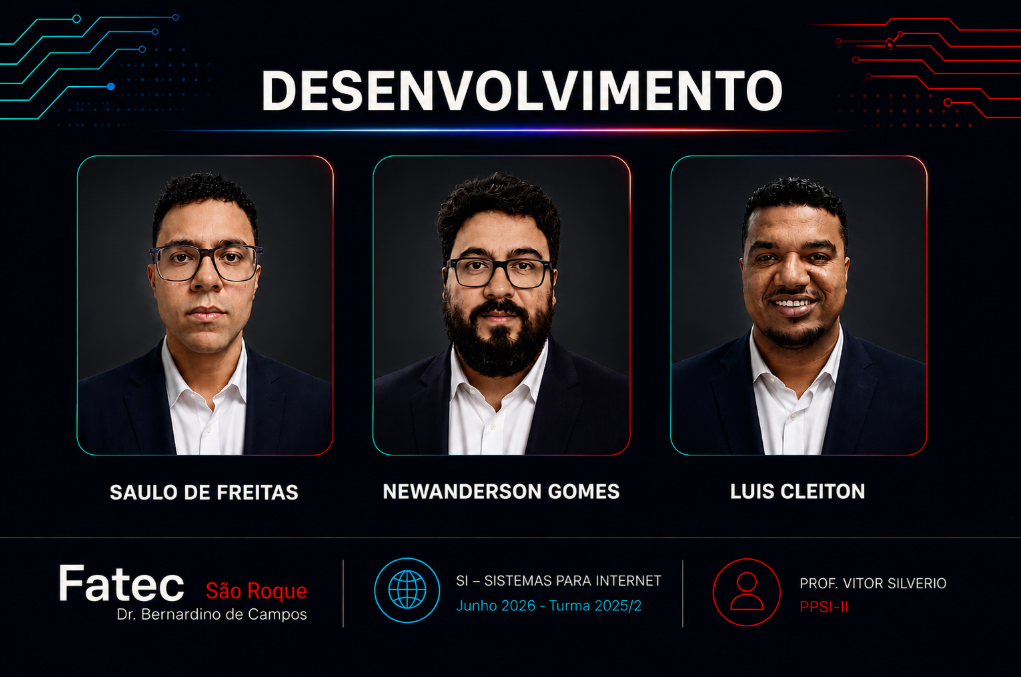 DESENVOLVIMENTO
SAULO DE FREITAS
NEWANDERSON GOMES
LUIS CLEITON
Fatec São Roque
Dr. Bernardino de Campos
SI – SISTEMAS PARA INTERNET
Junho 2026 - Turma 2025/2
PROF. VITOR SILVERIO
PPSI-II